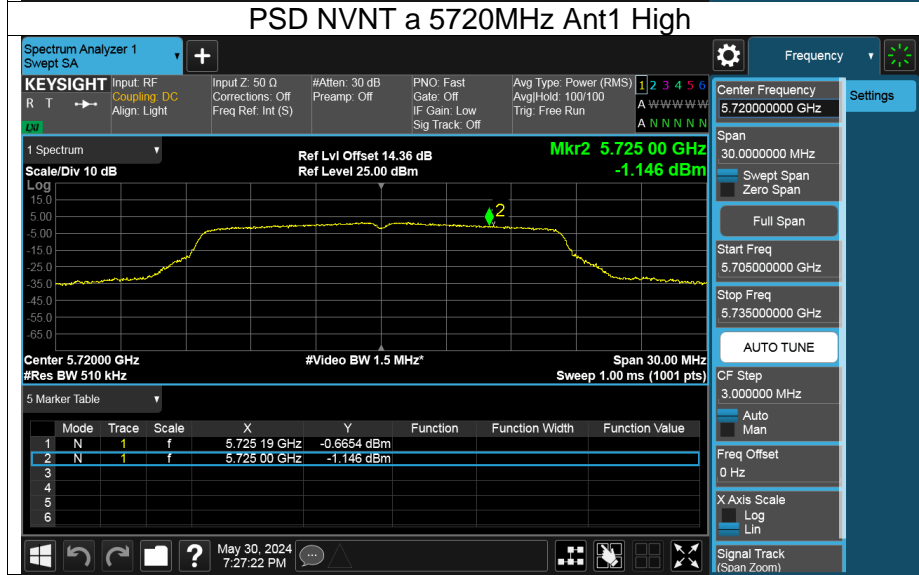 PSD NVNT a 5720MHz Ant1 High
Spectrum Analyzer 1
Swept SA
+
Frequency
KEYSIGHT
R T
LXI
Input: RF
Coupling: DC
Align: Light
Input Z: 50 Ω
Corrections: Off
Freq Ref: Int (S)
#Atten: 30 dB
Preamp: Off
PNO: Fast
Gate: Off
IF Gain: Low
Sig Track: Off
Avg Type: Power (RMS)
Avg|Hold: 100/100
Trig: Free Run
1 2 3 4 5 6
A W W W W W
A N N N N N
1 Spectrum
Scale/Div 10 dB
Ref Lvl Offset 14.36 dB
Ref Level 25.00 dBm
Mkr2 5.725 00 GHz
-1.146 dBm
Log
15.0
5.00
-5.00
-15.0
-25.0
-35.0
-45.0
-55.0
-65.0
2
Center 5.72000 GHz
#Res BW 510 kHz
#Video BW 1.5 MHz*
Span 30.00 MHz
Sweep 1.00 ms (1001 pts)
5 Marker Table
Mode Trace Scale X Y Function Function Width Function Value
1 N 1 f 5.725 19 GHz -0.6654 dBm
2 N 1 f 5.725 00 GHz -1.146 dBm
3
4
5
6
?
May 30, 2024
7:27:22 PM
Center Frequency
5.720000000 GHz
Span
30.0000000 MHz
Swept Span
Zero Span
Full Span
Start Freq
5.705000000 GHz
Stop Freq
5.735000000 GHz
AUTO TUNE
CF Step
3.000000 MHz
Auto
Man
Freq Offset
0 Hz
X Axis Scale
Log
Lin
Signal Track
(Span Zoom)
Settings